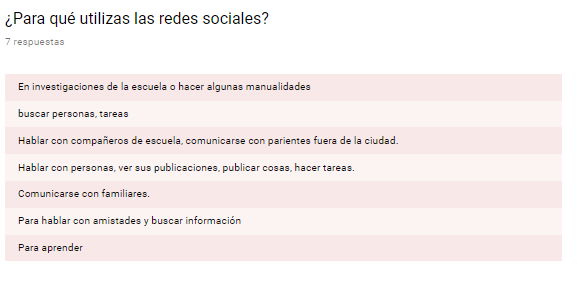 ¿Para qué utilizas las redes sociales?
7 respuestas
En investigaciones de la escuela o hacer algunas manualidades
buscar personas, tareas
Hablar con compañeros de escuela, comunicarse con parientes fuera de la ciudad.
Hablar con personas, ver sus publicaciones, publicar cosas, hacer tareas.
Comunicarse con familiares.
Para hablar con amistades y buscar información
Para aprender